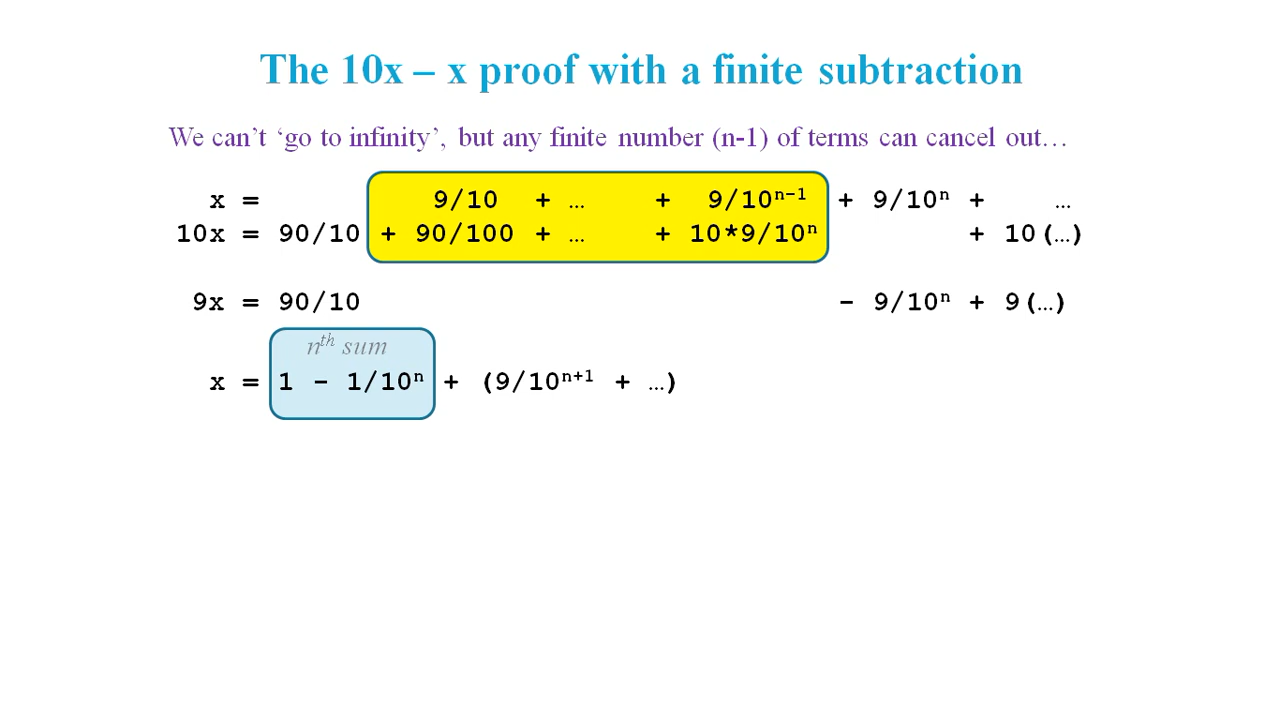 The 10x – x proof with a finite subtraction
We can’t ‘go to infinity’, but any finite number (n-1) of terms can cancel out…
x = 9/10 + … + 9/10ⁿ⁻¹ + 9/10ⁿ + …
10x = 90/10 + 90/100 + … + 10*9/10ⁿ + 10(…)
9x = 90/10 – 9/10ⁿ + 9(…)
nᵗʰ sum
x = 1 – 1/10ⁿ + (9/10ⁿ⁺¹ + …)